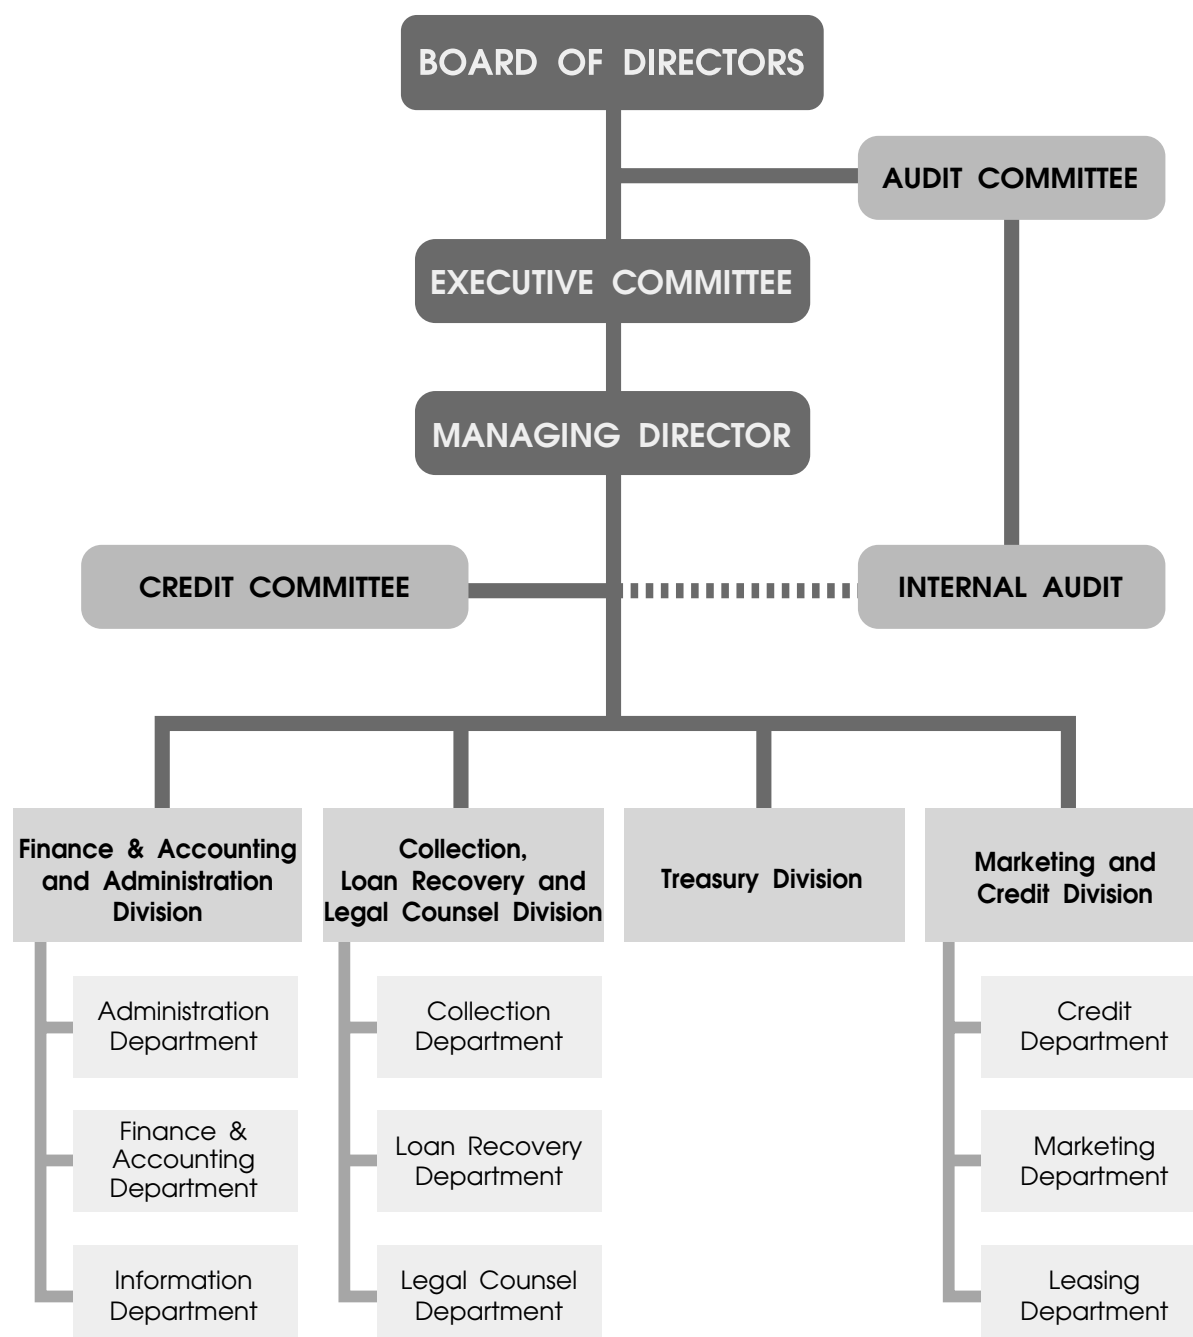 BOARD OF DIRECTORS
AUDIT COMMITTEE
EXECUTIVE COMMITTEE
MANAGING DIRECTOR
CREDIT COMMITTEE
INTERNAL AUDIT
Finance & Accounting
and Administration
Division
Collection,
Loan Recovery and
Legal Counsel Division
Treasury Division
Marketing and
Credit Division
Administration
Department
Finance &
Accounting
Department
Information
Department
Collection
Department
Loan Recovery
Department
Legal Counsel
Department
Credit
Department
Marketing
Department
Leasing
Department